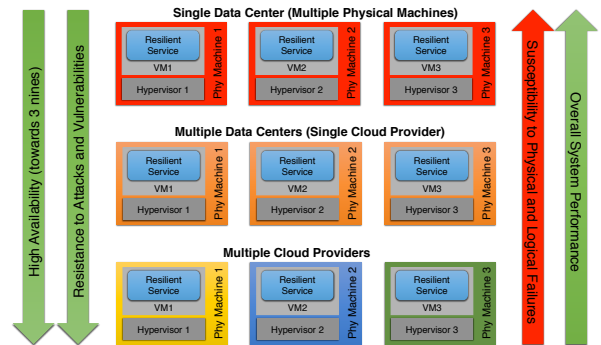 Single Data Center (Multiple Physical Machines)
Resilient
Service
VM1
Hypervisor 1
Phy Machine 1
Resilient
Service
VM2
Hypervisor 2
Phy Machine 2
Resilient
Service
VM3
Hypervisor 3
Phy Machine 3
Multiple Data Centers (Single Cloud Provider)
Resilient
Service
VM1
Hypervisor 1
Phy Machine 1
Resilient
Service
VM2
Hypervisor 2
Phy Machine 2
Resilient
Service
VM3
Hypervisor 3
Phy Machine 3
Multiple Cloud Providers
Resilient
Service
VM1
Hypervisor 1
Phy Machine 1
Resilient
Service
VM2
Hypervisor 2
Phy Machine 2
Resilient
Service
VM3
Hypervisor 3
Phy Machine 3
High Availability (towards 3 nines)
Resistance to Attacks and Vulnerabilities
Susceptibility to Physical and Logical Failures
Overall System Performance